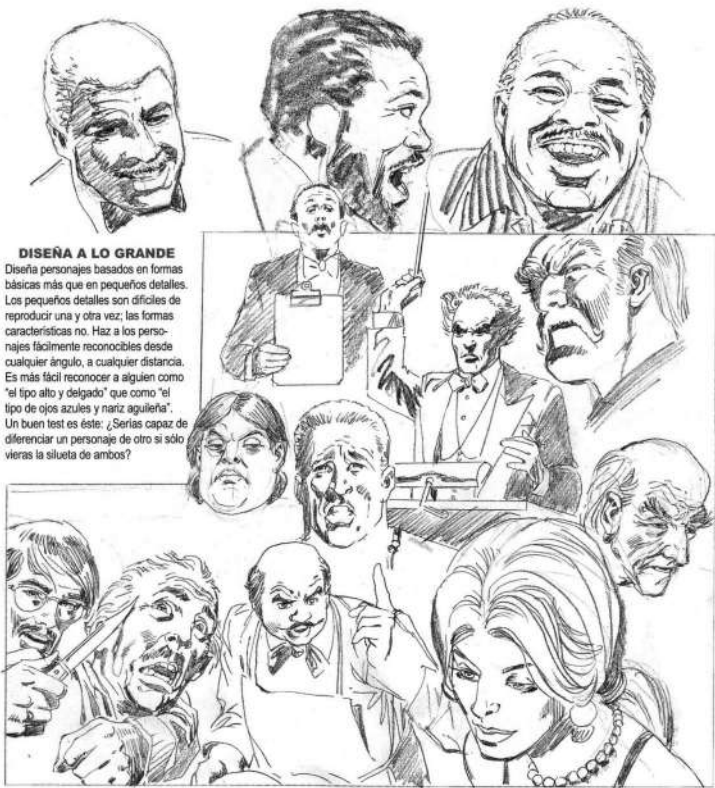 DISEÑA A LO GRANDE
Diseña personajes basados en formas
básicas más que en pequeños detalles.
Los pequeños detalles son dificiles de
reproducir una y otra vez; las formas
características no. Haz a los perso-
najes fácilmente reconocibles desde
cualquier ángulo, a cualquier distancia.
Es más fácil reconocer a alguien como
"el tipo alto y delgado" que como "el
tipo de ojos azules y nariz aguileña".
Un buen test es éste: ¿Serias capaz de
diferenciar un personaje de otro si sólo
vieras la silueta de ambos?